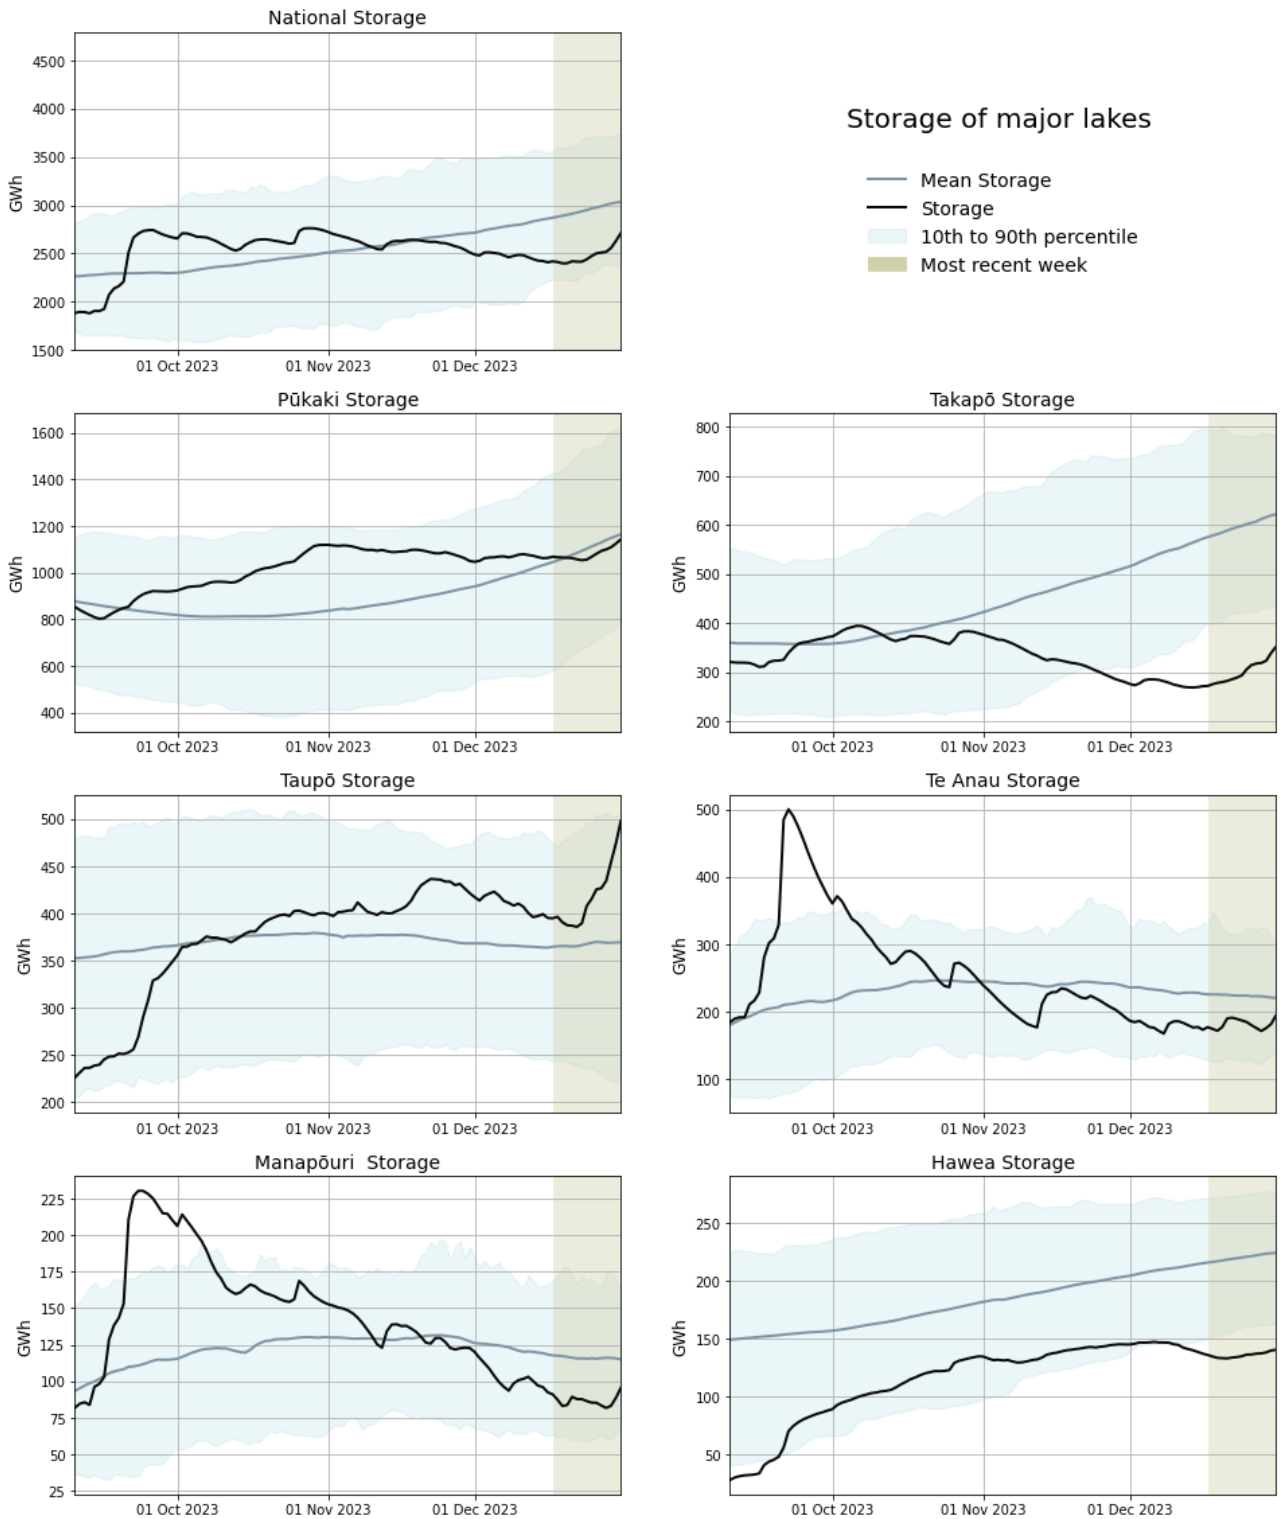 National Storage
GWh
4500
4000
3500
3000
2500
2000
1500
01 Oct 2023 01 Nov 2023 01 Dec 2023
Storage of major lakes
Mean Storage
Storage
10th to 90th percentile
Most recent week
Pūkaki Storage
GWh
1600
1400
1200
1000
800
600
400
01 Oct 2023 01 Nov 2023 01 Dec 2023
Takapō Storage
GWh
800
700
600
500
400
300
200
01 Oct 2023 01 Nov 2023 01 Dec 2023
Taupō Storage
GWh
500
450
400
350
300
250
200
01 Oct 2023 01 Nov 2023 01 Dec 2023
Te Anau Storage
GWh
500
400
300
200
100
01 Oct 2023 01 Nov 2023 01 Dec 2023
Manapōuri  Storage
GWh
225
200
175
150
125
100
75
50
25
01 Oct 2023 01 Nov 2023 01 Dec 2023
Hawea Storage
GWh
250
200
150
100
50
01 Oct 2023 01 Nov 2023 01 Dec 2023